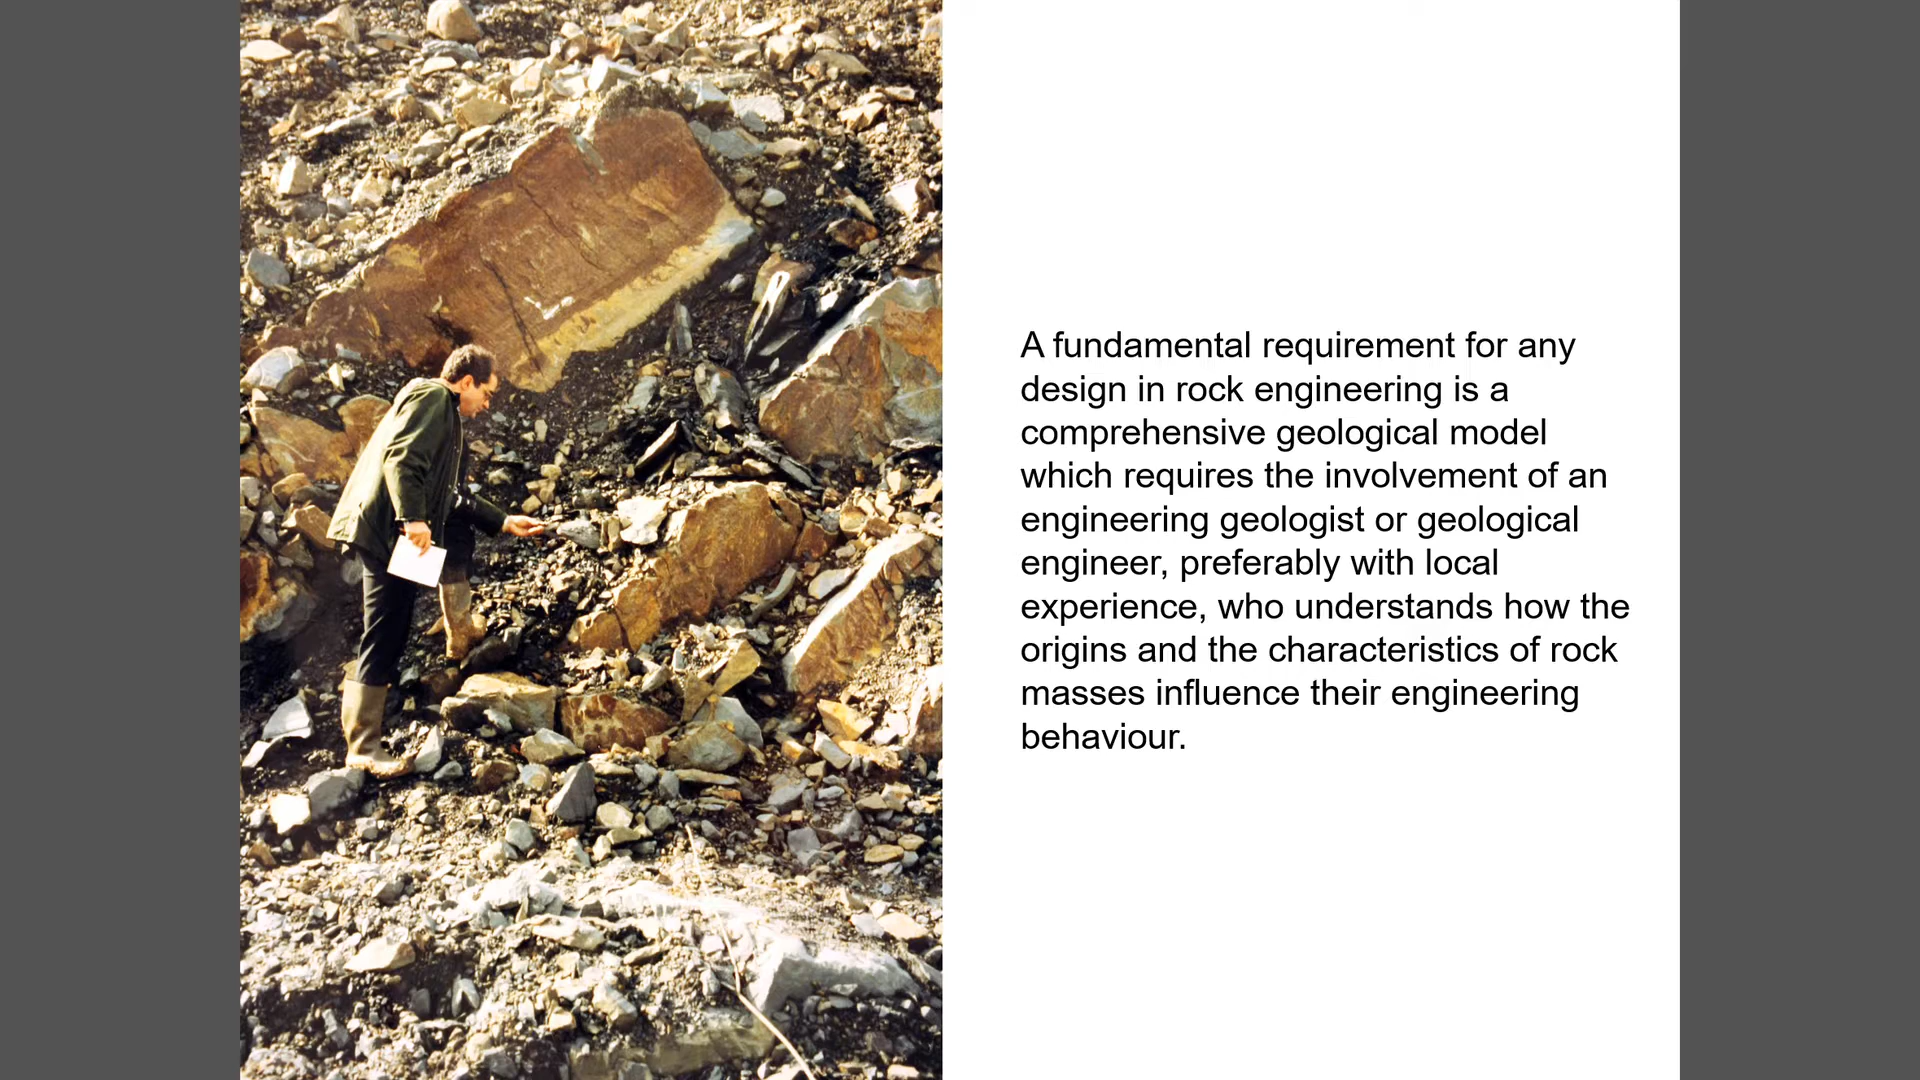 A fundamental requirement for any
design in rock engineering is a
comprehensive geological model
which requires the involvement of an
engineering geologist or geological
engineer, preferably with local
experience, who understands how the
origins and the characteristics of rock
masses influence their engineering
behaviour.